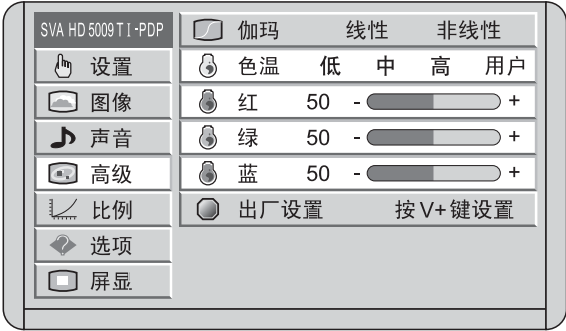 SVA HD 5009 T I -PDP
设置
图像
声音
高级
比例
选项
屏显
伽玛 线性 非线性
色温 低 中 高 用户
红 50 - +
绿 50 - +
蓝 50 - +
出厂设置 按 V+ 键设置